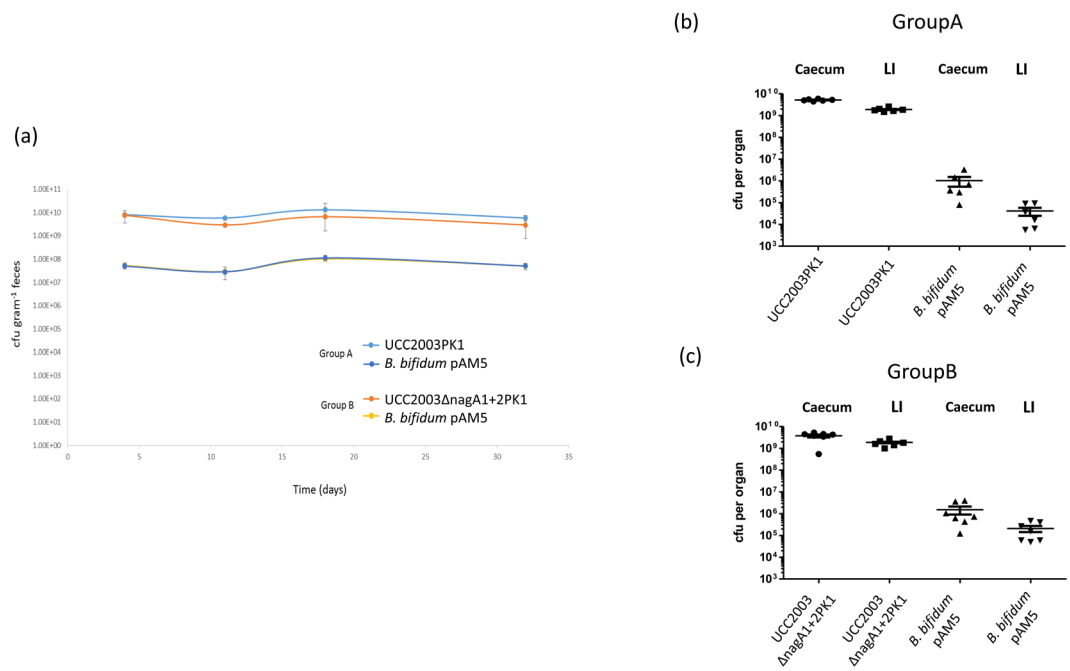 (a)
cfu gram⁻¹ feces
1.00E+11
1.00E+10
1.00E+09
1.00E+08
1.00E+07
1.00E+06
1.00E+05
1.00E+04
1.00E+03
1.00E+02
1.00E+01
1.00E+00
0 5 10 15 20 25 30 35
Time (days)
Group A
UCC2003PK1
B. bifidum pAM5
Group B
UCC2003ΔnagA1+2PK1
B. bifidum pAM5
(b)
GroupA
Caecum LI Caecum LI
cfu per organ
10¹⁰
10⁹
10⁸
10⁷
10⁶
10⁵
10⁴
10³
UCC2003PK1
UCC2003PK1
B. bifidum
pAM5
B. bifidum
pAM5
(c)
GroupB
Caecum LI Caecum LI
cfu per organ
10¹⁰
10⁹
10⁸
10⁷
10⁶
10⁵
10⁴
10³
UCC2003
ΔnagA1+2PK1
UCC2003
ΔnagA1+2PK1
B. bifidum
pAM5
B. bifidum
pAM5